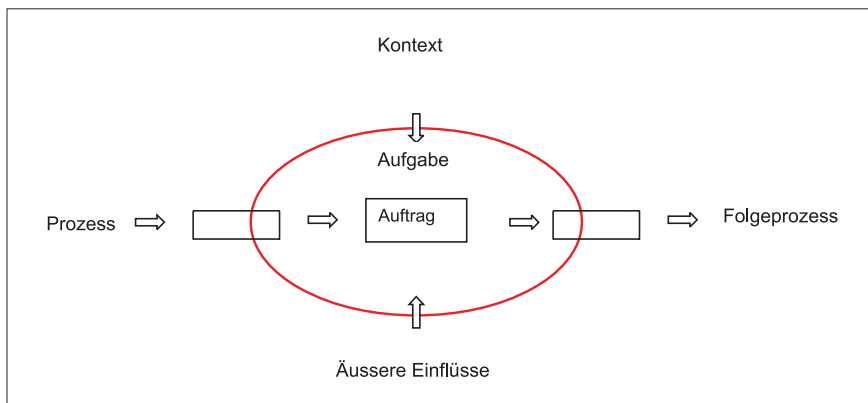 Kontext
Aufgabe
Prozess
Auftrag
Folgeprozess
Äussere Einflüsse